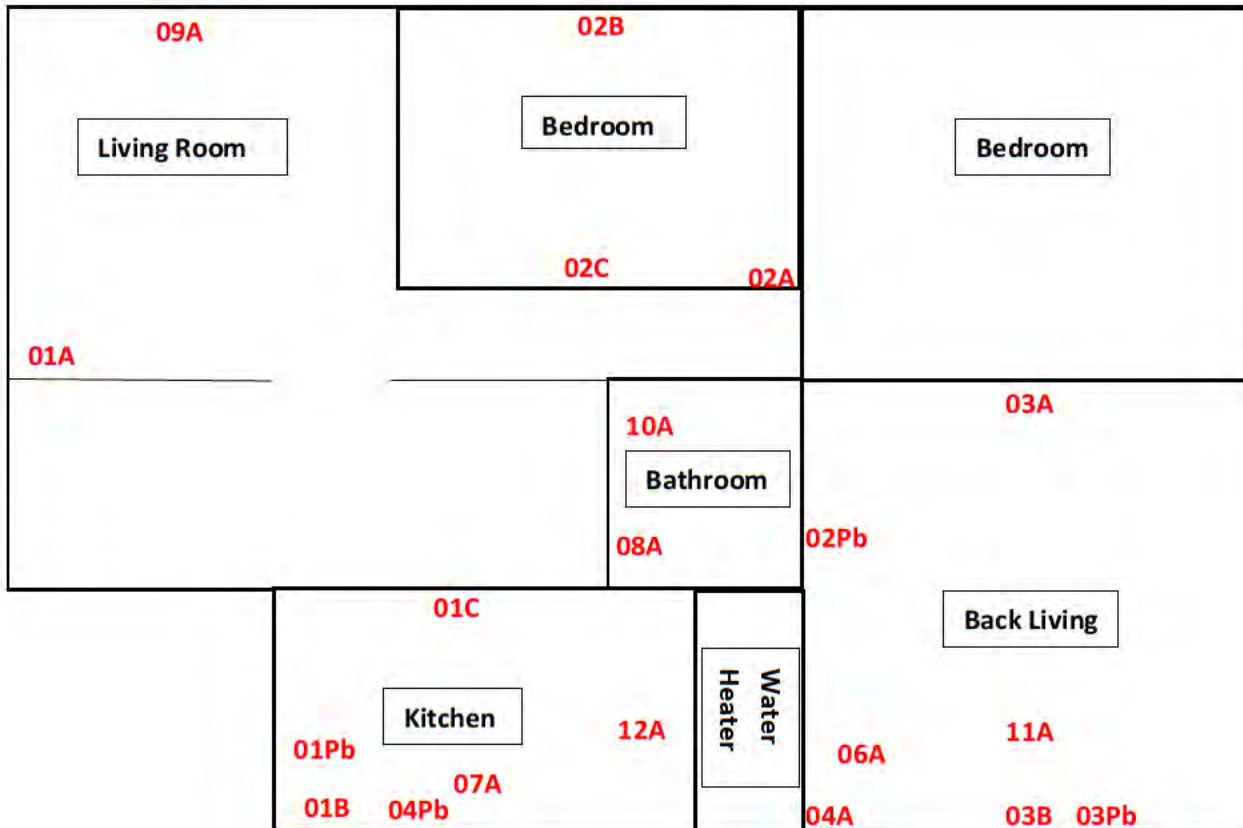 09A
02B
Living Room
Bedroom
Bedroom
02C
02A
01A
03A
10A
Bathroom
08A
02Pb
01C
Back Living
Kitchen
Water
Heater
12A
11A
01Pb
06A
07A
01B
04Pb
04A
03B
03Pb